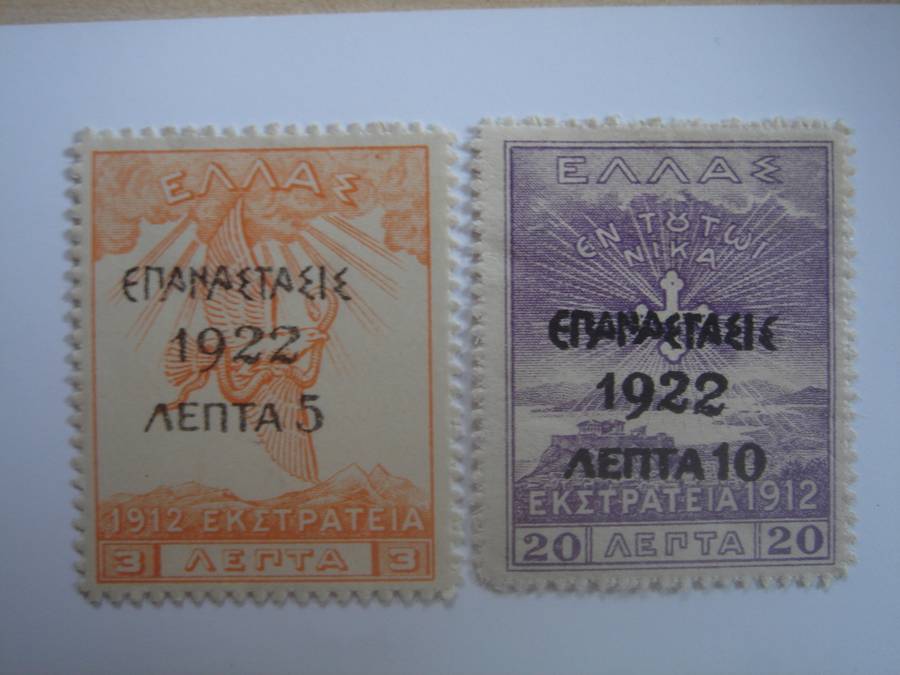 ΕΛΛΑΣ
ΕΠΑΝΑΣΤΑΣΙΣ
1922
ΛΕΠΤΑ 5
1912 ΕΚΣΤΡΑΤΕΙΑ
3 ΛΕΠΤΑ 3
ΕΛΛΑΣ
ΕΝ ΤȢΤΩΙ
ΝΙΚΑ
ΕΠΑΝΑΣΤΑΣΙΣ
1922
ΛΕΠΤΑ 10
ΕΚΣΤΡΑΤΕΙΑ 1912
20 ΛΕΠΤΑ 20